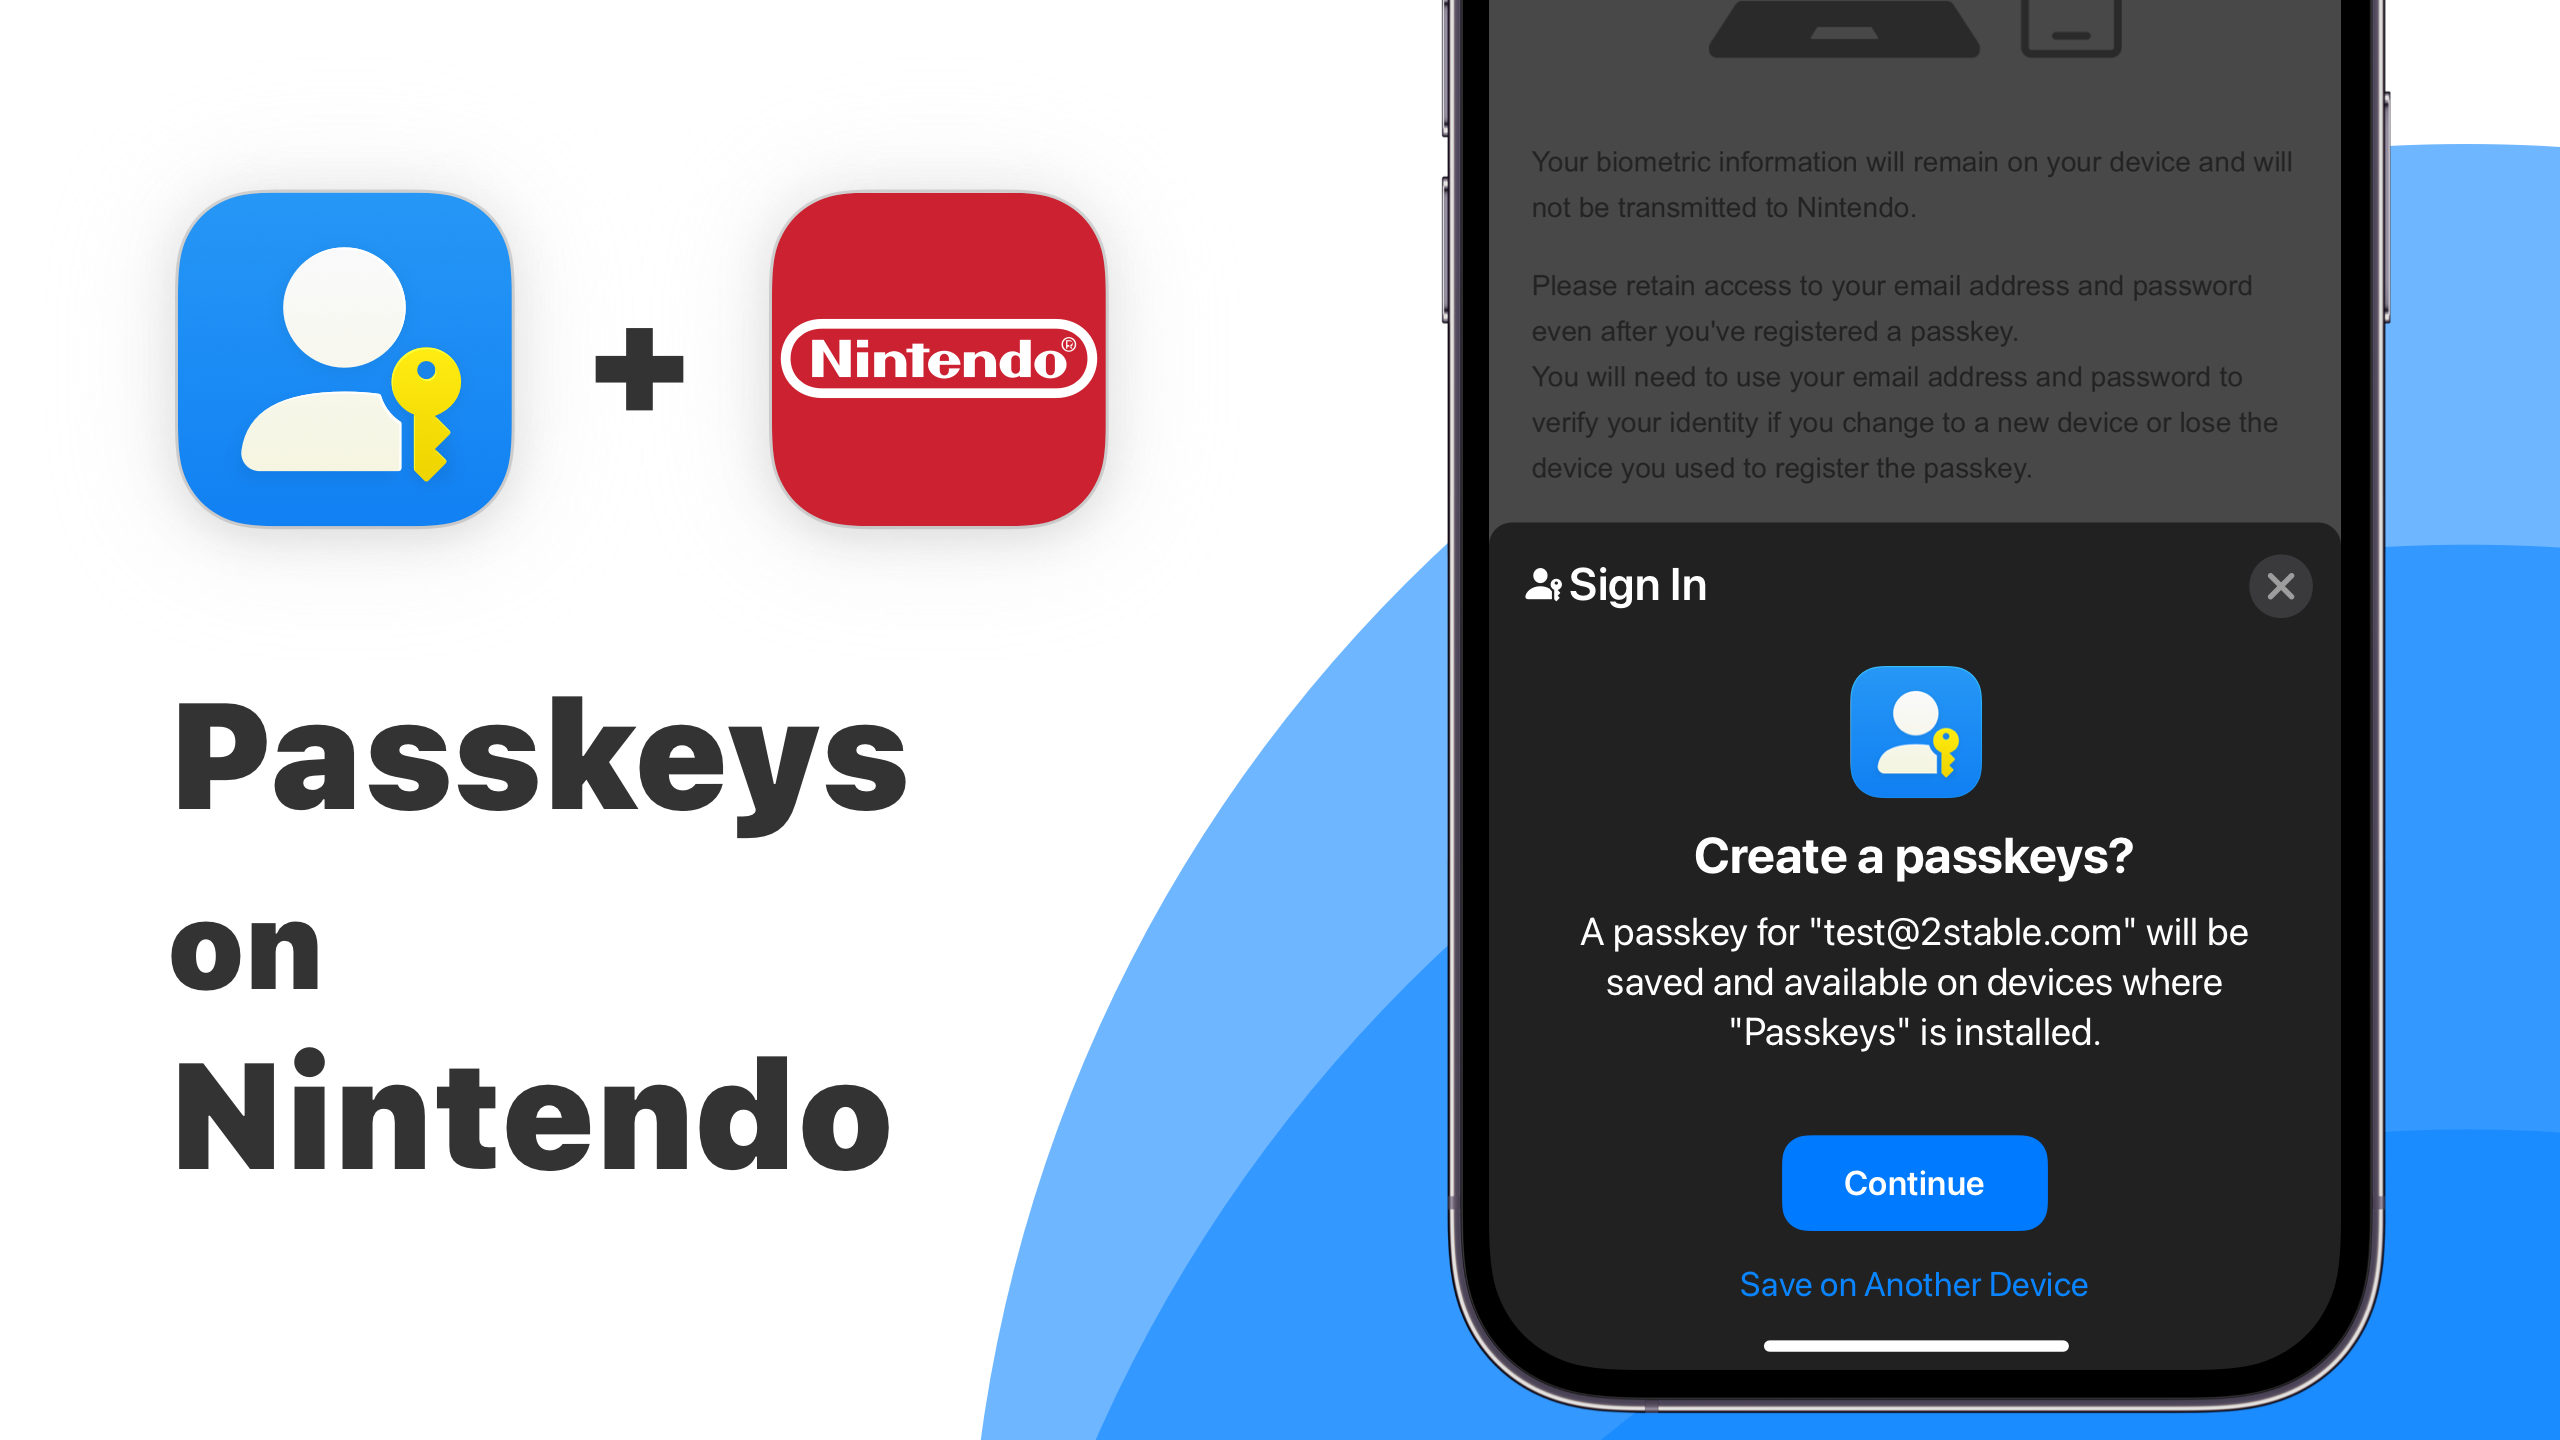 Nintendo®
Passkeys
on
Nintendo
Your biometric information will remain on your device and will
not be transmitted to Nintendo.
Please retain access to your email address and password
even after you've registered a passkey.
You will need to use your email address and password to
verify your identity if you change to a new device or lose the
device you used to register the passkey.
Sign In
Create a passkeys?
A passkey for "test@2stable.com" will be
saved and available on devices where
"Passkeys" is installed.
Continue
Save on Another Device